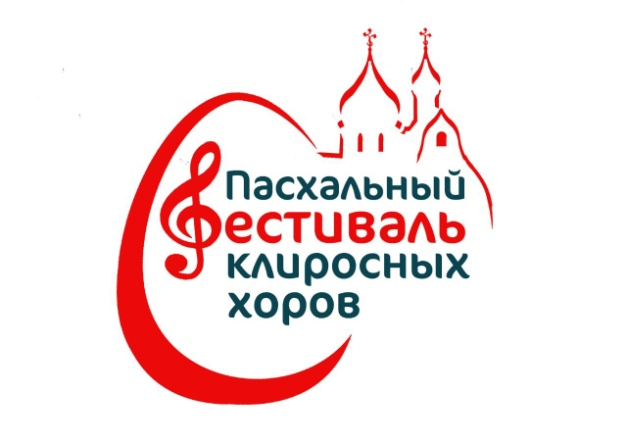 Пасхальный
фестиваль
клиросных
хоров